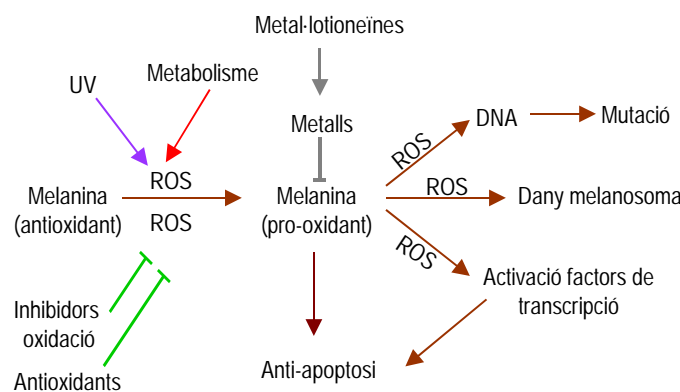 Metal·lotioneïnes
UV
Metabolisme
Metalls
DNA
Mutació
ROS
ROS
Melanina
(antioxidant)
ROS
Melanina
(pro-oxidant)
ROS
Dany melanosoma
ROS
Activació factors de
transcripció
Inhibidors
oxidació
Antioxidants
Anti-apoptosi